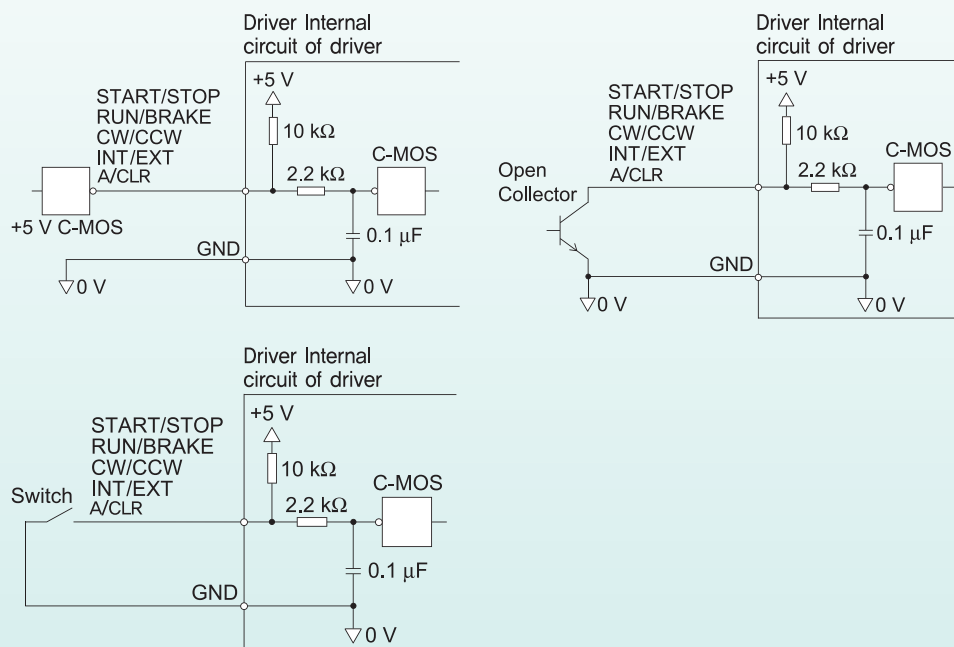 Driver Internal
circuit of driver
+5 V
START/STOP
RUN/BRAKE
CW/CCW
INT/EXT
A/CLR
10 kΩ
C-MOS
2.2 kΩ
+5 V C-MOS
0.1 μF
GND
0 V
0 V
Driver Internal
circuit of driver
+5 V
START/STOP
RUN/BRAKE
CW/CCW
INT/EXT
A/CLR
10 kΩ
C-MOS
2.2 kΩ
Open
Collector
0.1 μF
GND
0 V
0 V
Driver Internal
circuit of driver
+5 V
START/STOP
RUN/BRAKE
CW/CCW
INT/EXT
A/CLR
10 kΩ
C-MOS
2.2 kΩ
Switch
0.1 μF
GND
0 V